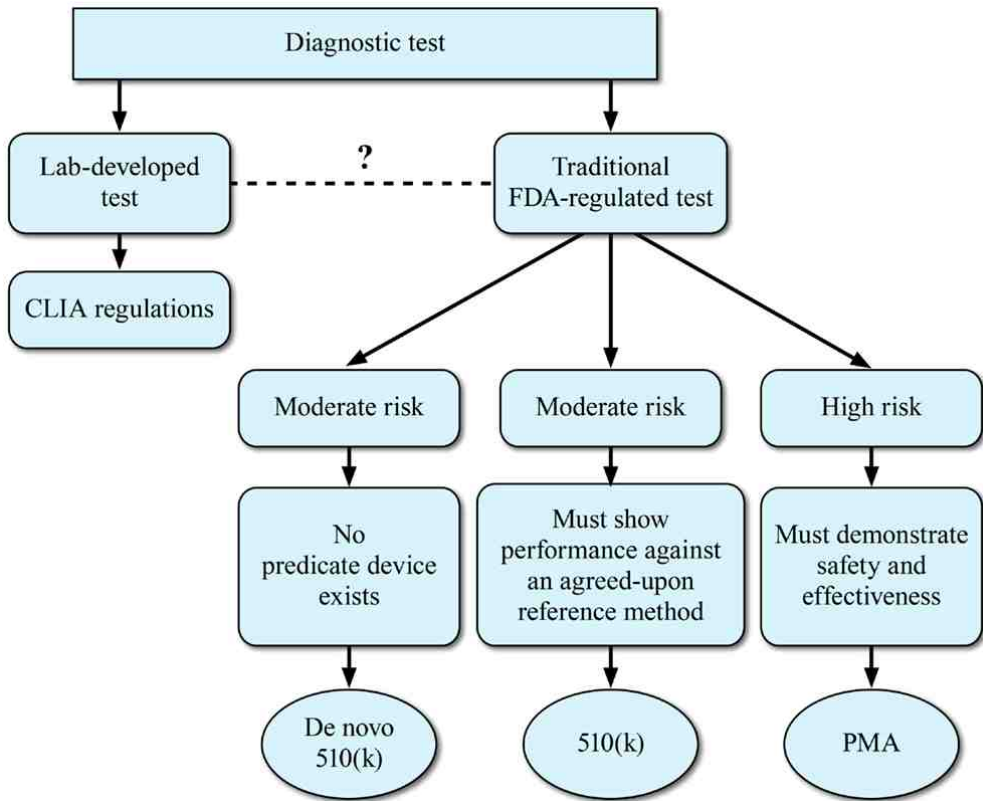 Diagnostic test
Lab-developed
test
?
Traditional
FDA-regulated test
CLIA regulations
Moderate risk
Moderate risk
High risk
No
predicate device
exists
Must show
performance against
an agreed-upon
reference method
Must demonstrate
safety and
effectiveness
De novo
510(k)
510(k)
PMA